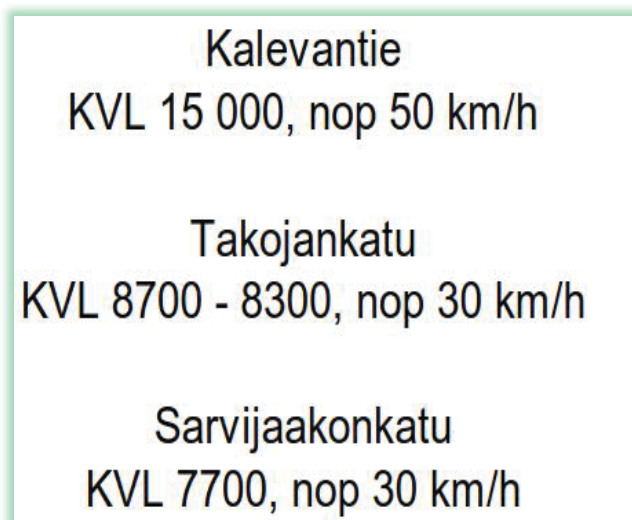 Kalevantie
KVL 15 000, nop 50 km/h
Takojankatu
KVL 8700 - 8300, nop 30 km/h
Sarvijaakonkatu
KVL 7700, nop 30 km/h